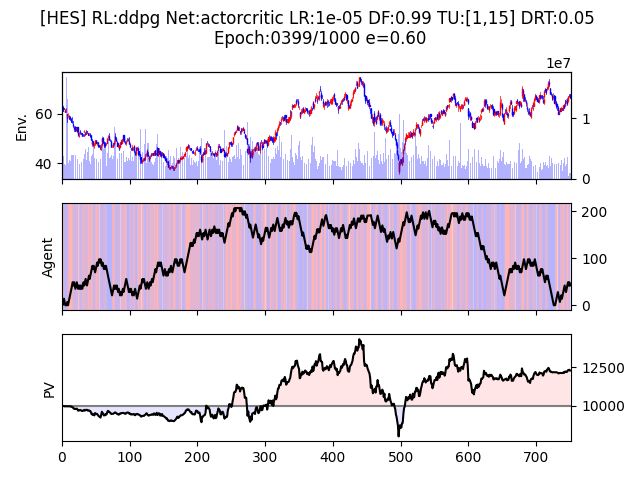 [HES] RL:ddpg Net:actorcritic LR:1e-05 DF:0.99 TU:[1,15] DRT:0.05
Epoch:0399/1000 e=0.60
1e7
Env.
60
40
1
0
Agent
200
100
0
PV
12500
10000
0 100 200 300 400 500 600 700